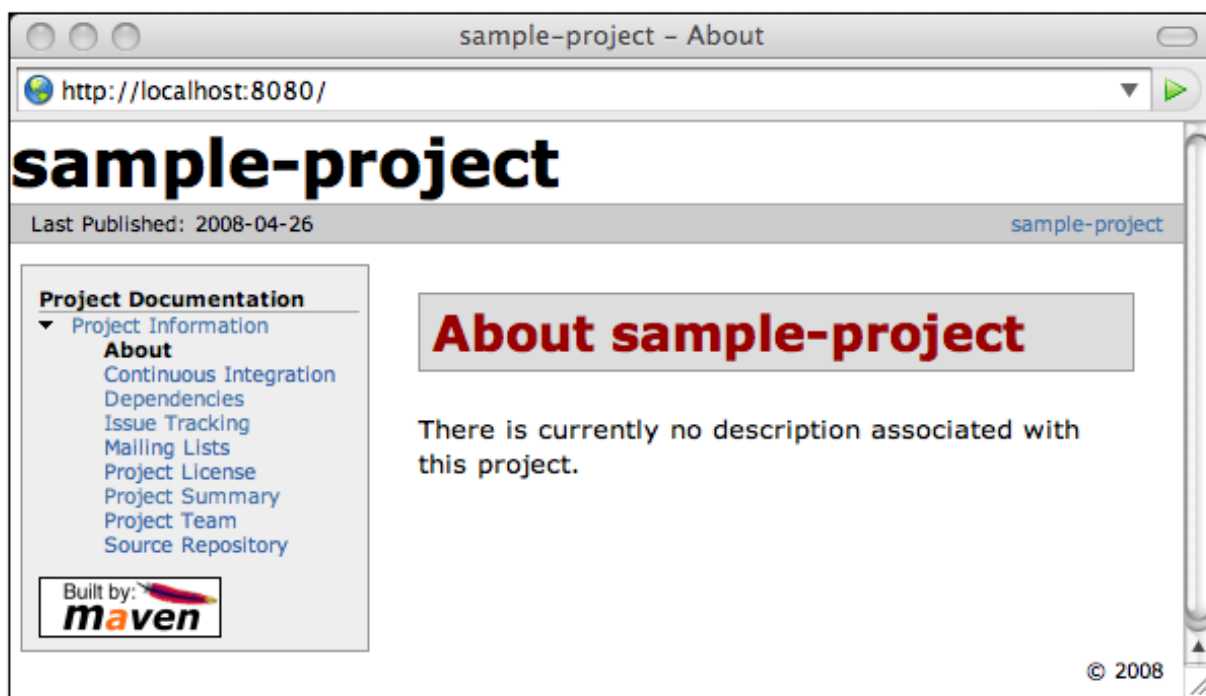 sample-project – About
http://localhost:8080/
sample-project
Last Published: 2008-04-26
sample-project
Project Documentation
Project Information
About
Continuous Integration
Dependencies
Issue Tracking
Mailing Lists
Project License
Project Summary
Project Team
Source Repository
Built by:
maven
About sample-project
There is currently no description associated with
this project.
© 2008